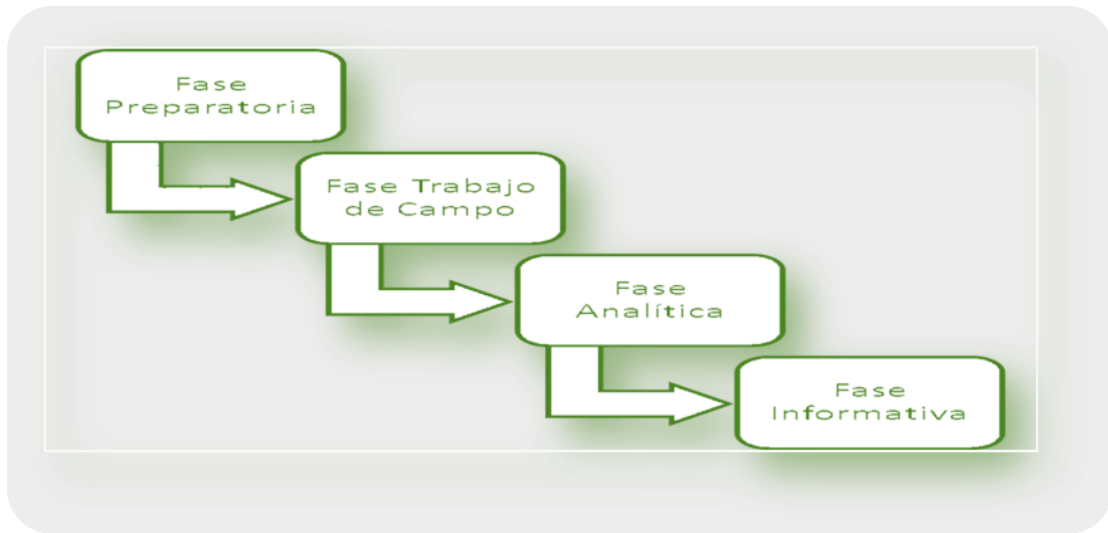 Fase
Preparatoria
Fase Trabajo
de Campo
Fase
Analítica
Fase
Informativa